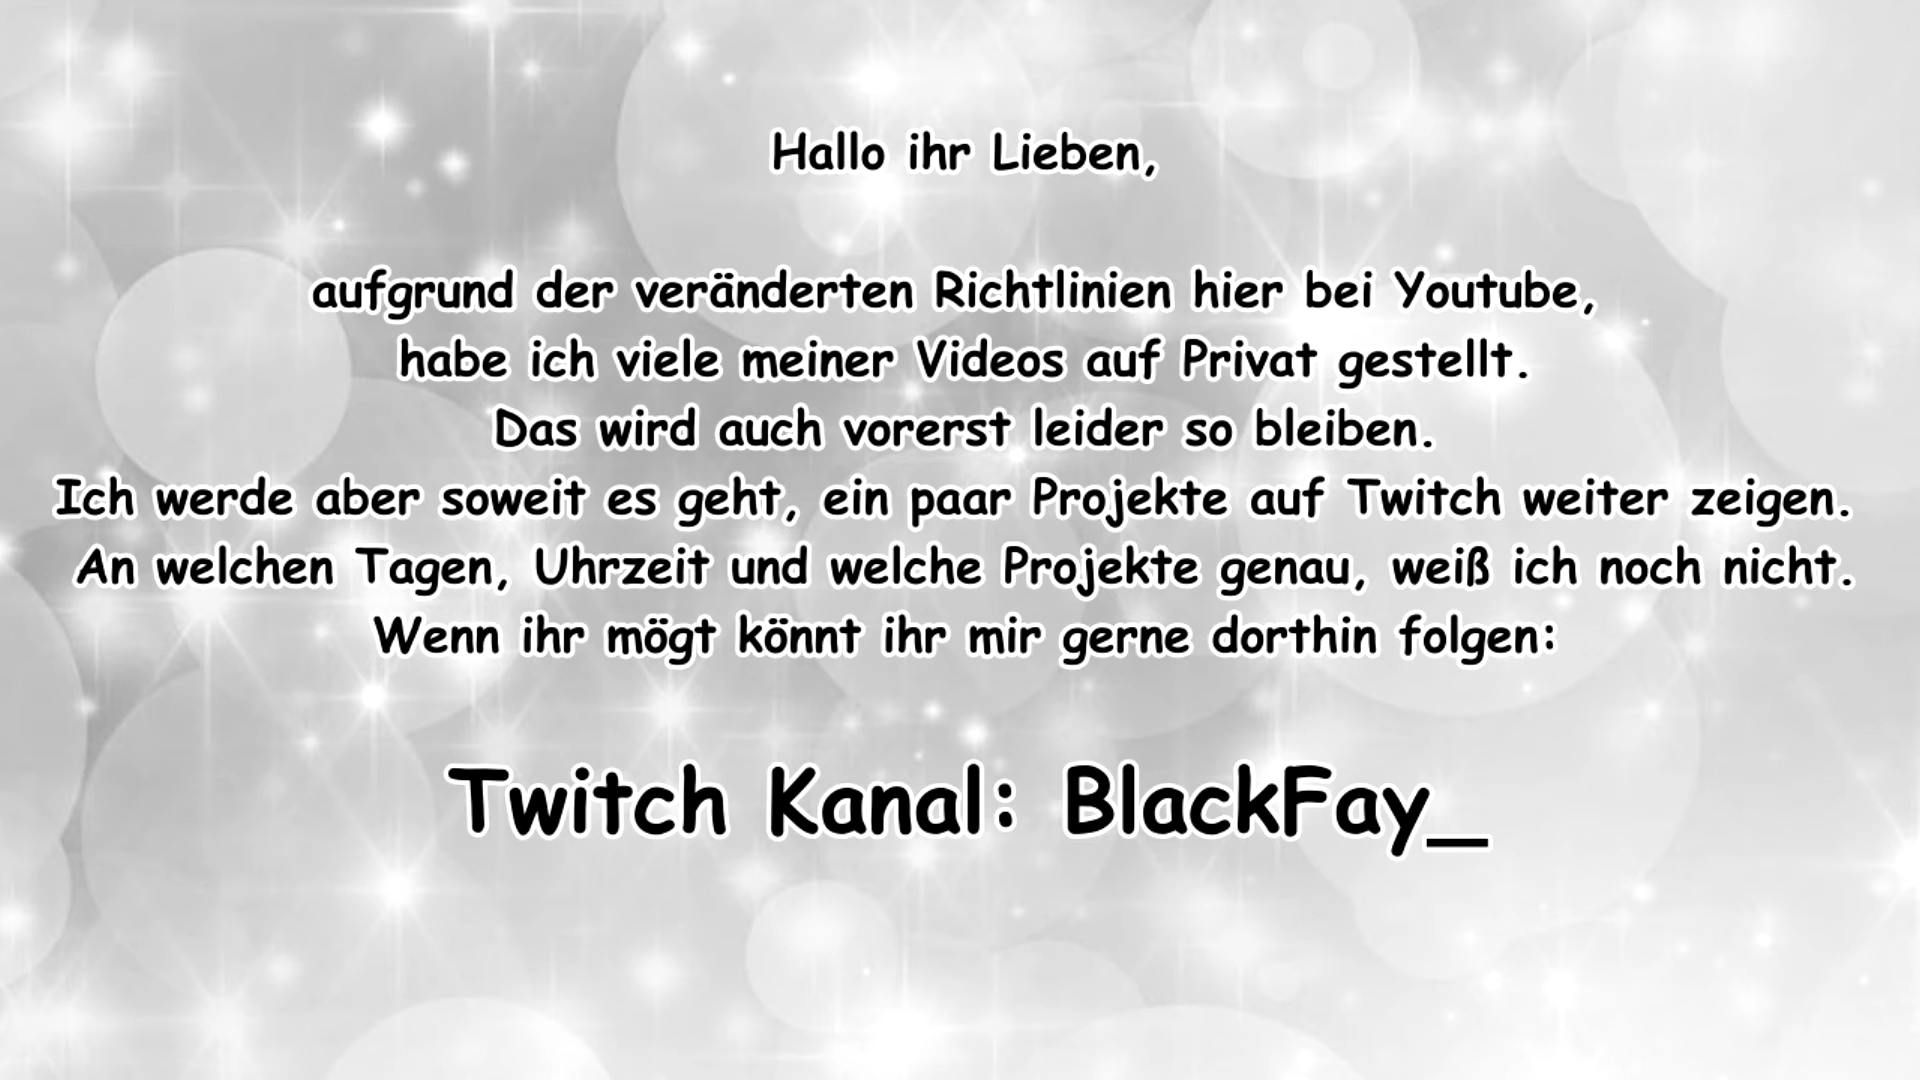 Hallo ihr Lieben,
aufgrund der veränderten Richtlinien hier bei Youtube,
habe ich viele meiner Videos auf Privat gestellt.
Das wird auch vorerst leider so bleiben.
Ich werde aber soweit es geht, ein paar Projekte auf Twitch weiter zeigen.
An welchen Tagen, Uhrzeit und welche Projekte genau, weiß ich noch nicht.
Wenn ihr mögt könnt ihr mir gerne dorthin folgen:
Twitch Kanal: BlackFay_